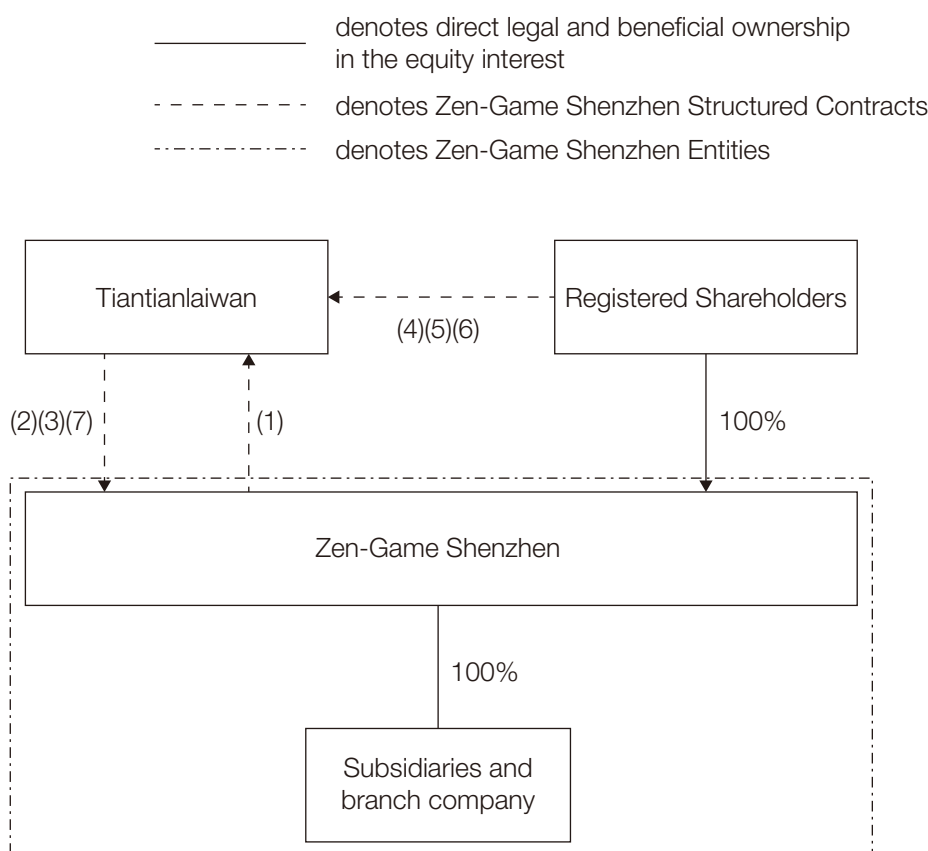 denotes direct legal and beneficial ownership
in the equity interest
denotes Zen-Game Shenzhen Structured Contracts
denotes Zen-Game Shenzhen Entities
Tiantianlaiwan
Registered Shareholders
(4)(5)(6)
(2)(3)(7)
(1)
100%
Zen-Game Shenzhen
100%
Subsidiaries and
branch company